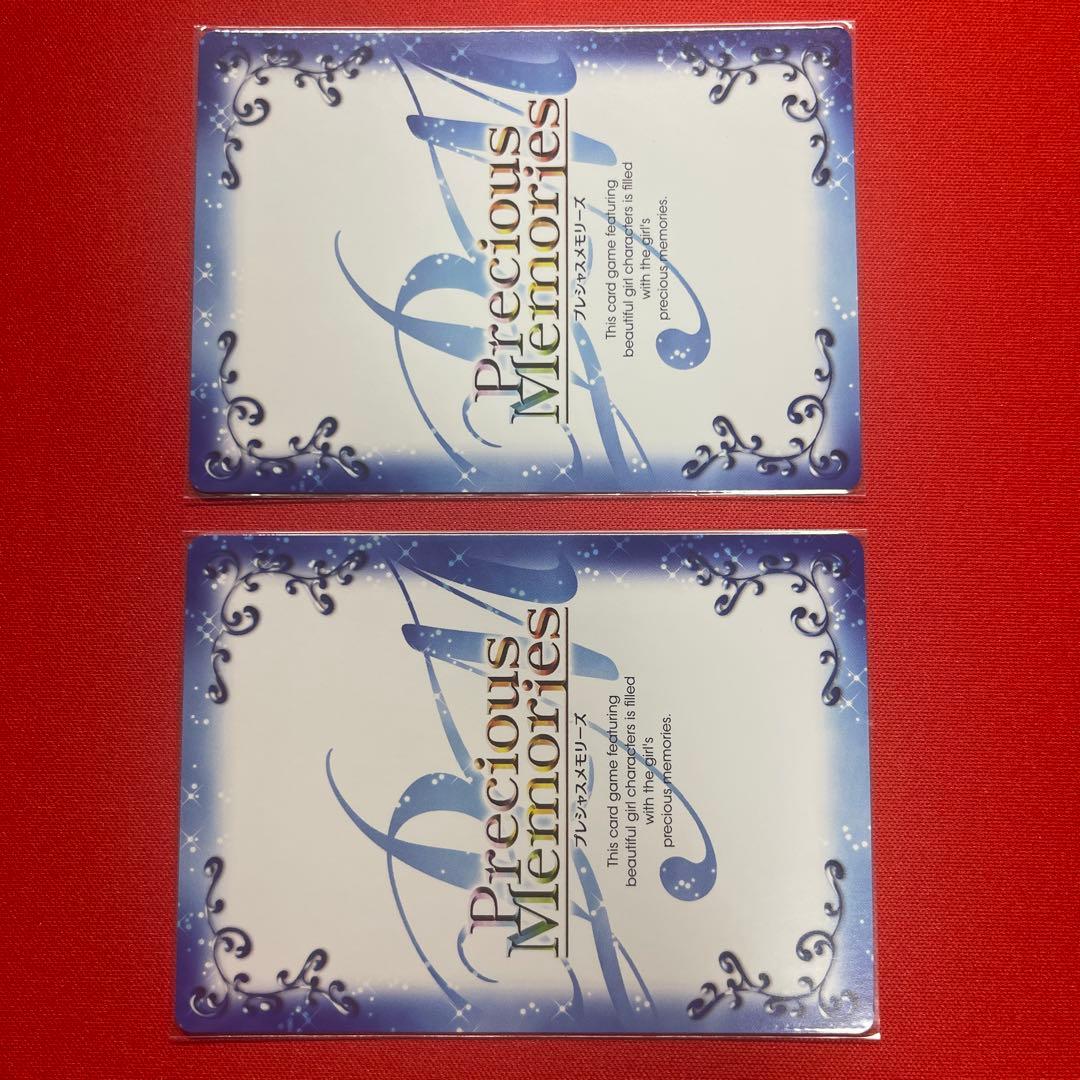 Precious
Memories
プレシャスメモリーズ
This card game featuring
beautiful girl characters is filled
with the girl's
precious memories.
Precious
Memories
プレシャスメモリーズ
This card game featuring
beautiful girl characters is filled
with the girl's
precious memories.